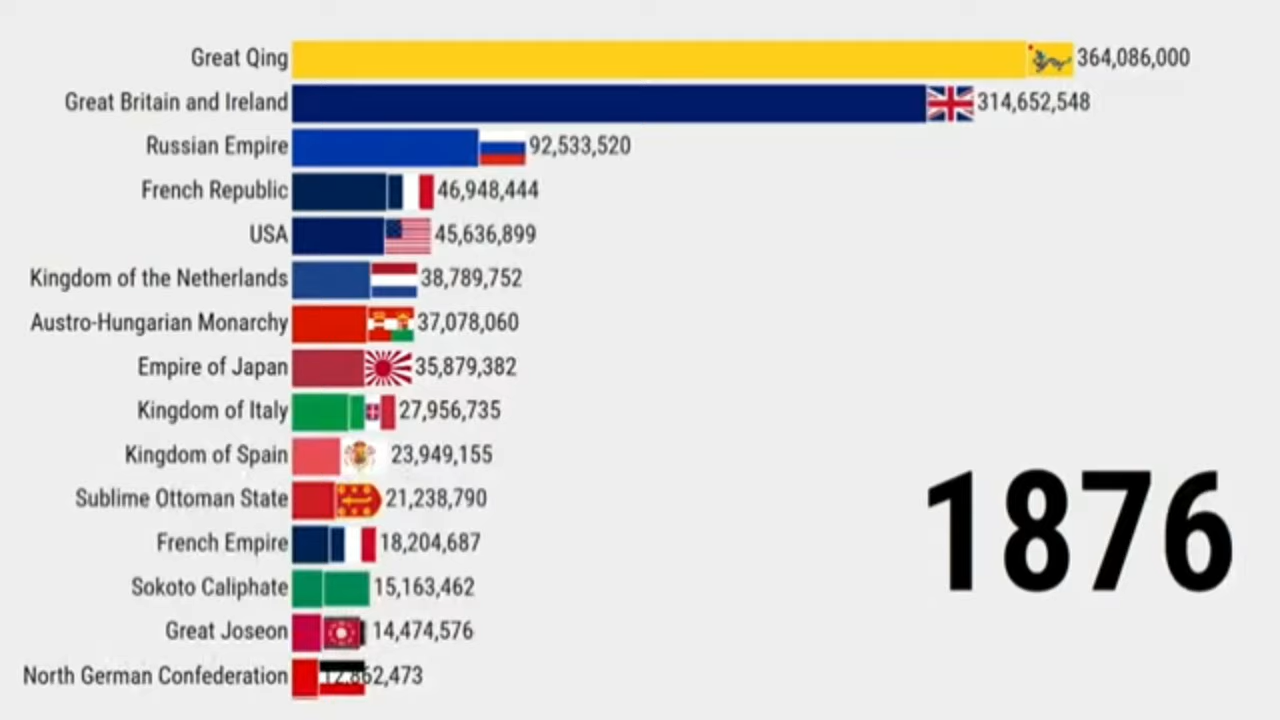 Great Qing 364,086,000
Great Britain and Ireland 314,652,548
Russian Empire 92,533,520
French Republic 46,948,444
USA 45,636,899
Kingdom of the Netherlands 38,789,752
Austro-Hungarian Monarchy 37,078,060
Empire of Japan 35,879,382
Kingdom of Italy 27,956,735
Kingdom of Spain 23,949,155
Sublime Ottoman State 21,238,790
French Empire 18,204,687
Sokoto Caliphate 15,163,462
Great Joseon 14,474,576
North German Confederation 12,862,473
1876